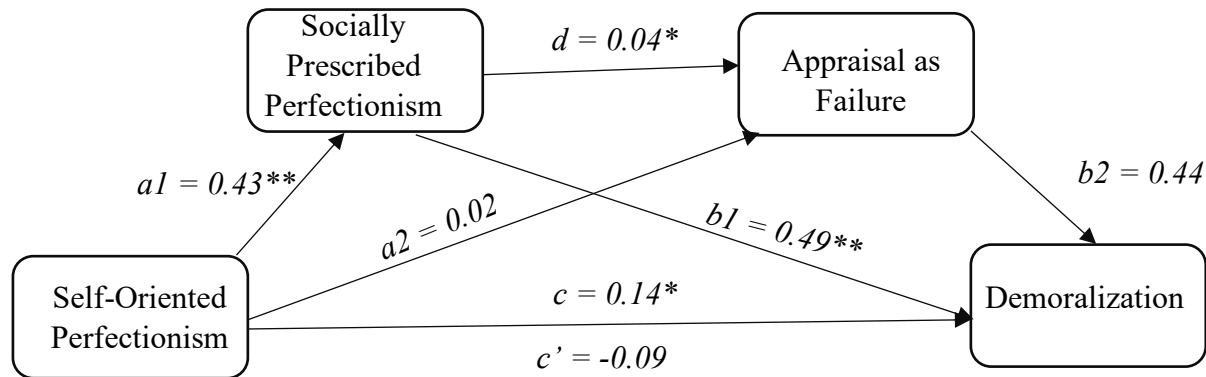 Socially
Prescribed
Perfectionism
d = 0.04*
Appraisal as
Failure
a1 = 0.43**
a2 = 0.02
b1 = 0.49**
b2 = 0.44
Self-Oriented
Perfectionism
c = 0.14*
c’ = -0.09
Demoralization